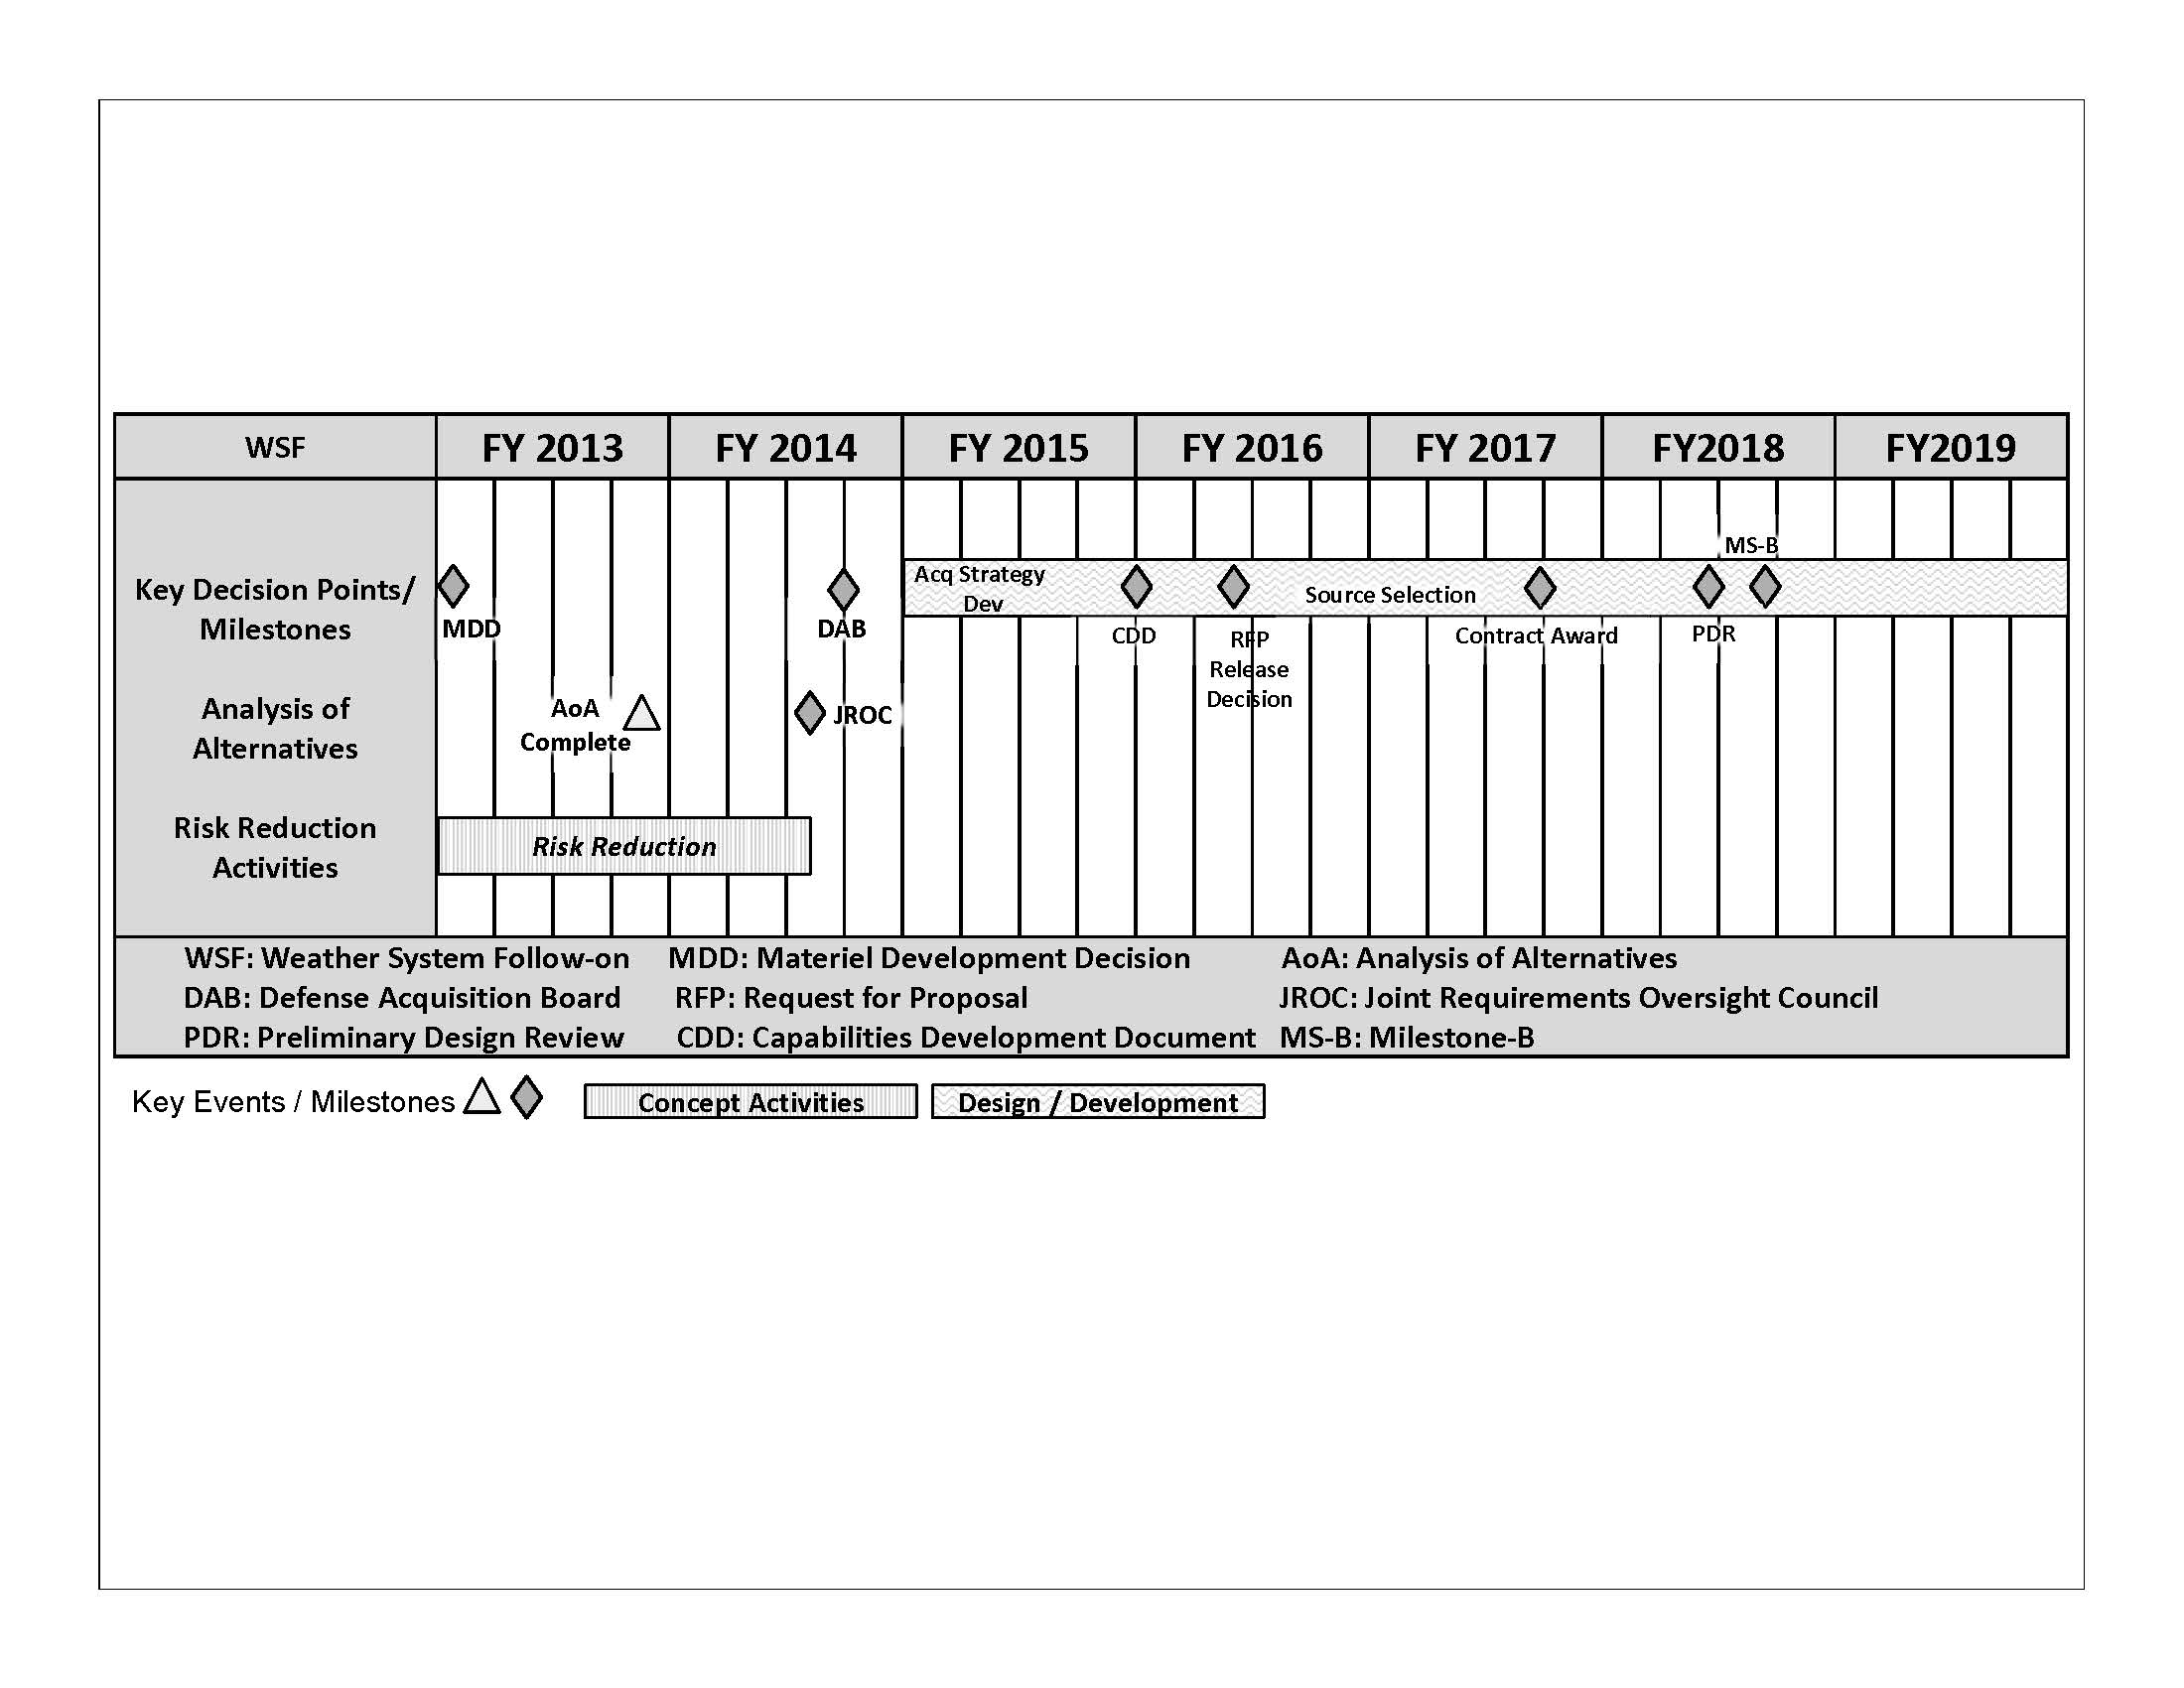 WSF FY 2013 FY 2014 FY 2015 FY 2016 FY 2017 FY2018 FY2019
MS-B
Key Decision Points/
Milestones
Acq Strategy
Dev
Source Selection
MDD
DAB
CDD
RFP
Release
Decision
Contract Award
PDR
Analysis of
Alternatives
AoA
Complete
JROC
Risk Reduction
Activities
Risk Reduction
WSF: Weather System Follow-on MDD: Materiel Development Decision AoA: Analysis of Alternatives
DAB: Defense Acquisition Board RFP: Request for Proposal JROC: Joint Requirements Oversight Council
PDR: Preliminary Design Review CDD: Capabilities Development Document MS-B: Milestone-B
Key Events / Milestones Concept Activities Design / Development